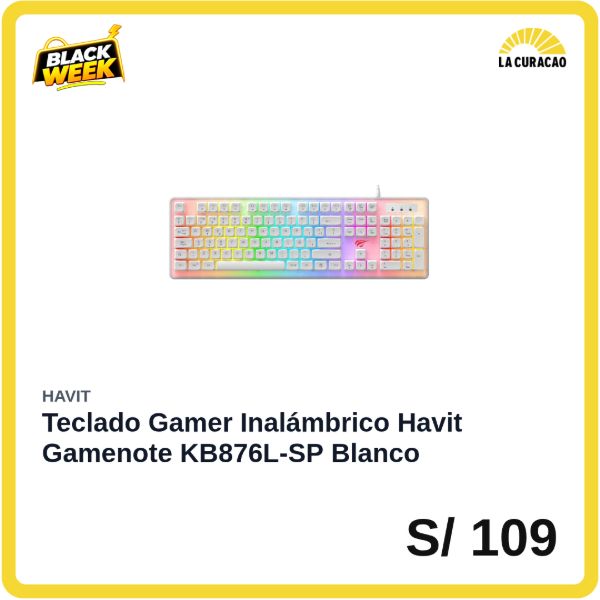 BLACK
WEEK
LA CURACAO
HAVIT
Teclado Gamer Inalámbrico Havit
Gamenote KB876L-SP Blanco
S/ 109